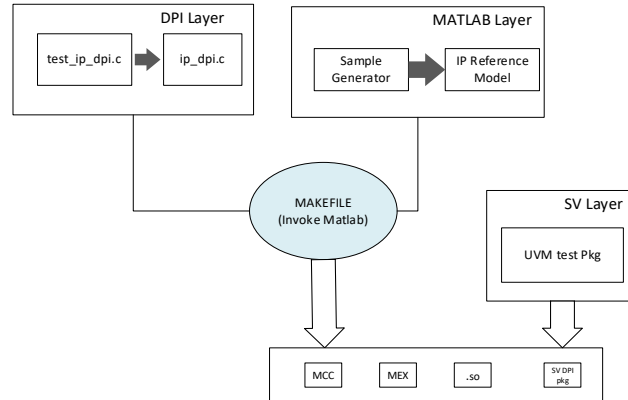 DPI Layer
test_ip_dpi.c
ip_dpi.c
MATLAB Layer
Sample
Generator
IP Reference
Model
MAKEFILE
(Invoke Matlab)
SV Layer
UVM test Pkg
MCC
MEX
.so
SV DPI
pkg